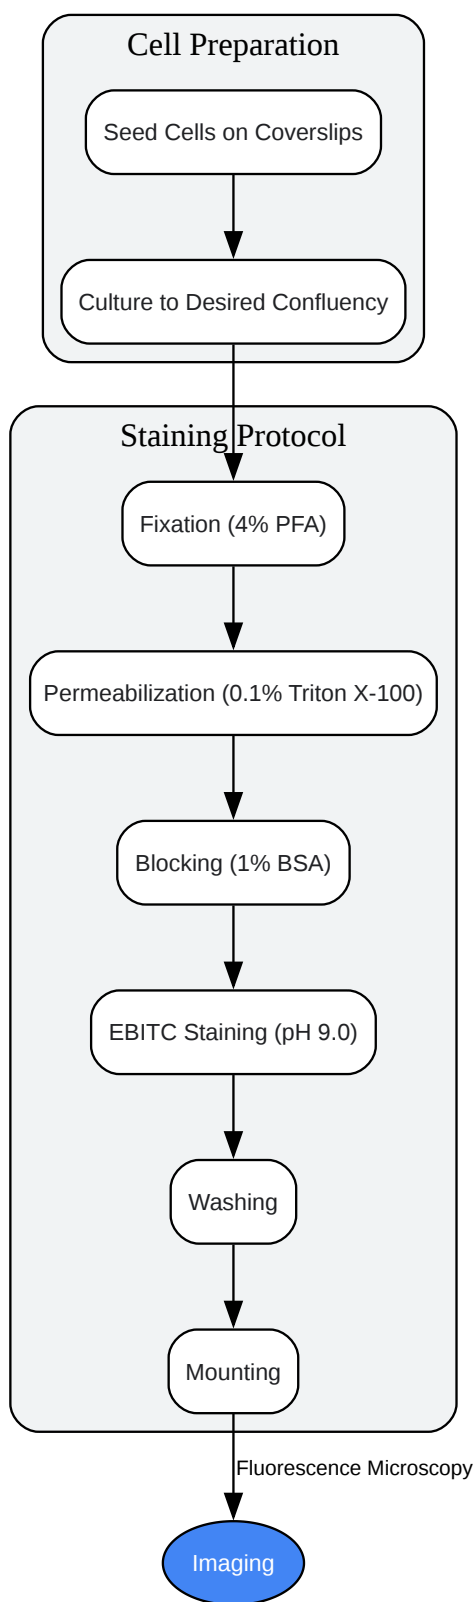 Cell Preparation
Seed Cells on Coverslips
Culture to Desired Confluency
Staining Protocol
Fixation (4% PFA)
Permeabilization (0.1% Triton X-100)
Blocking (1% BSA)
EBITC Staining (pH 9.0)
Washing
Mounting
Fluorescence Microscopy
Imaging